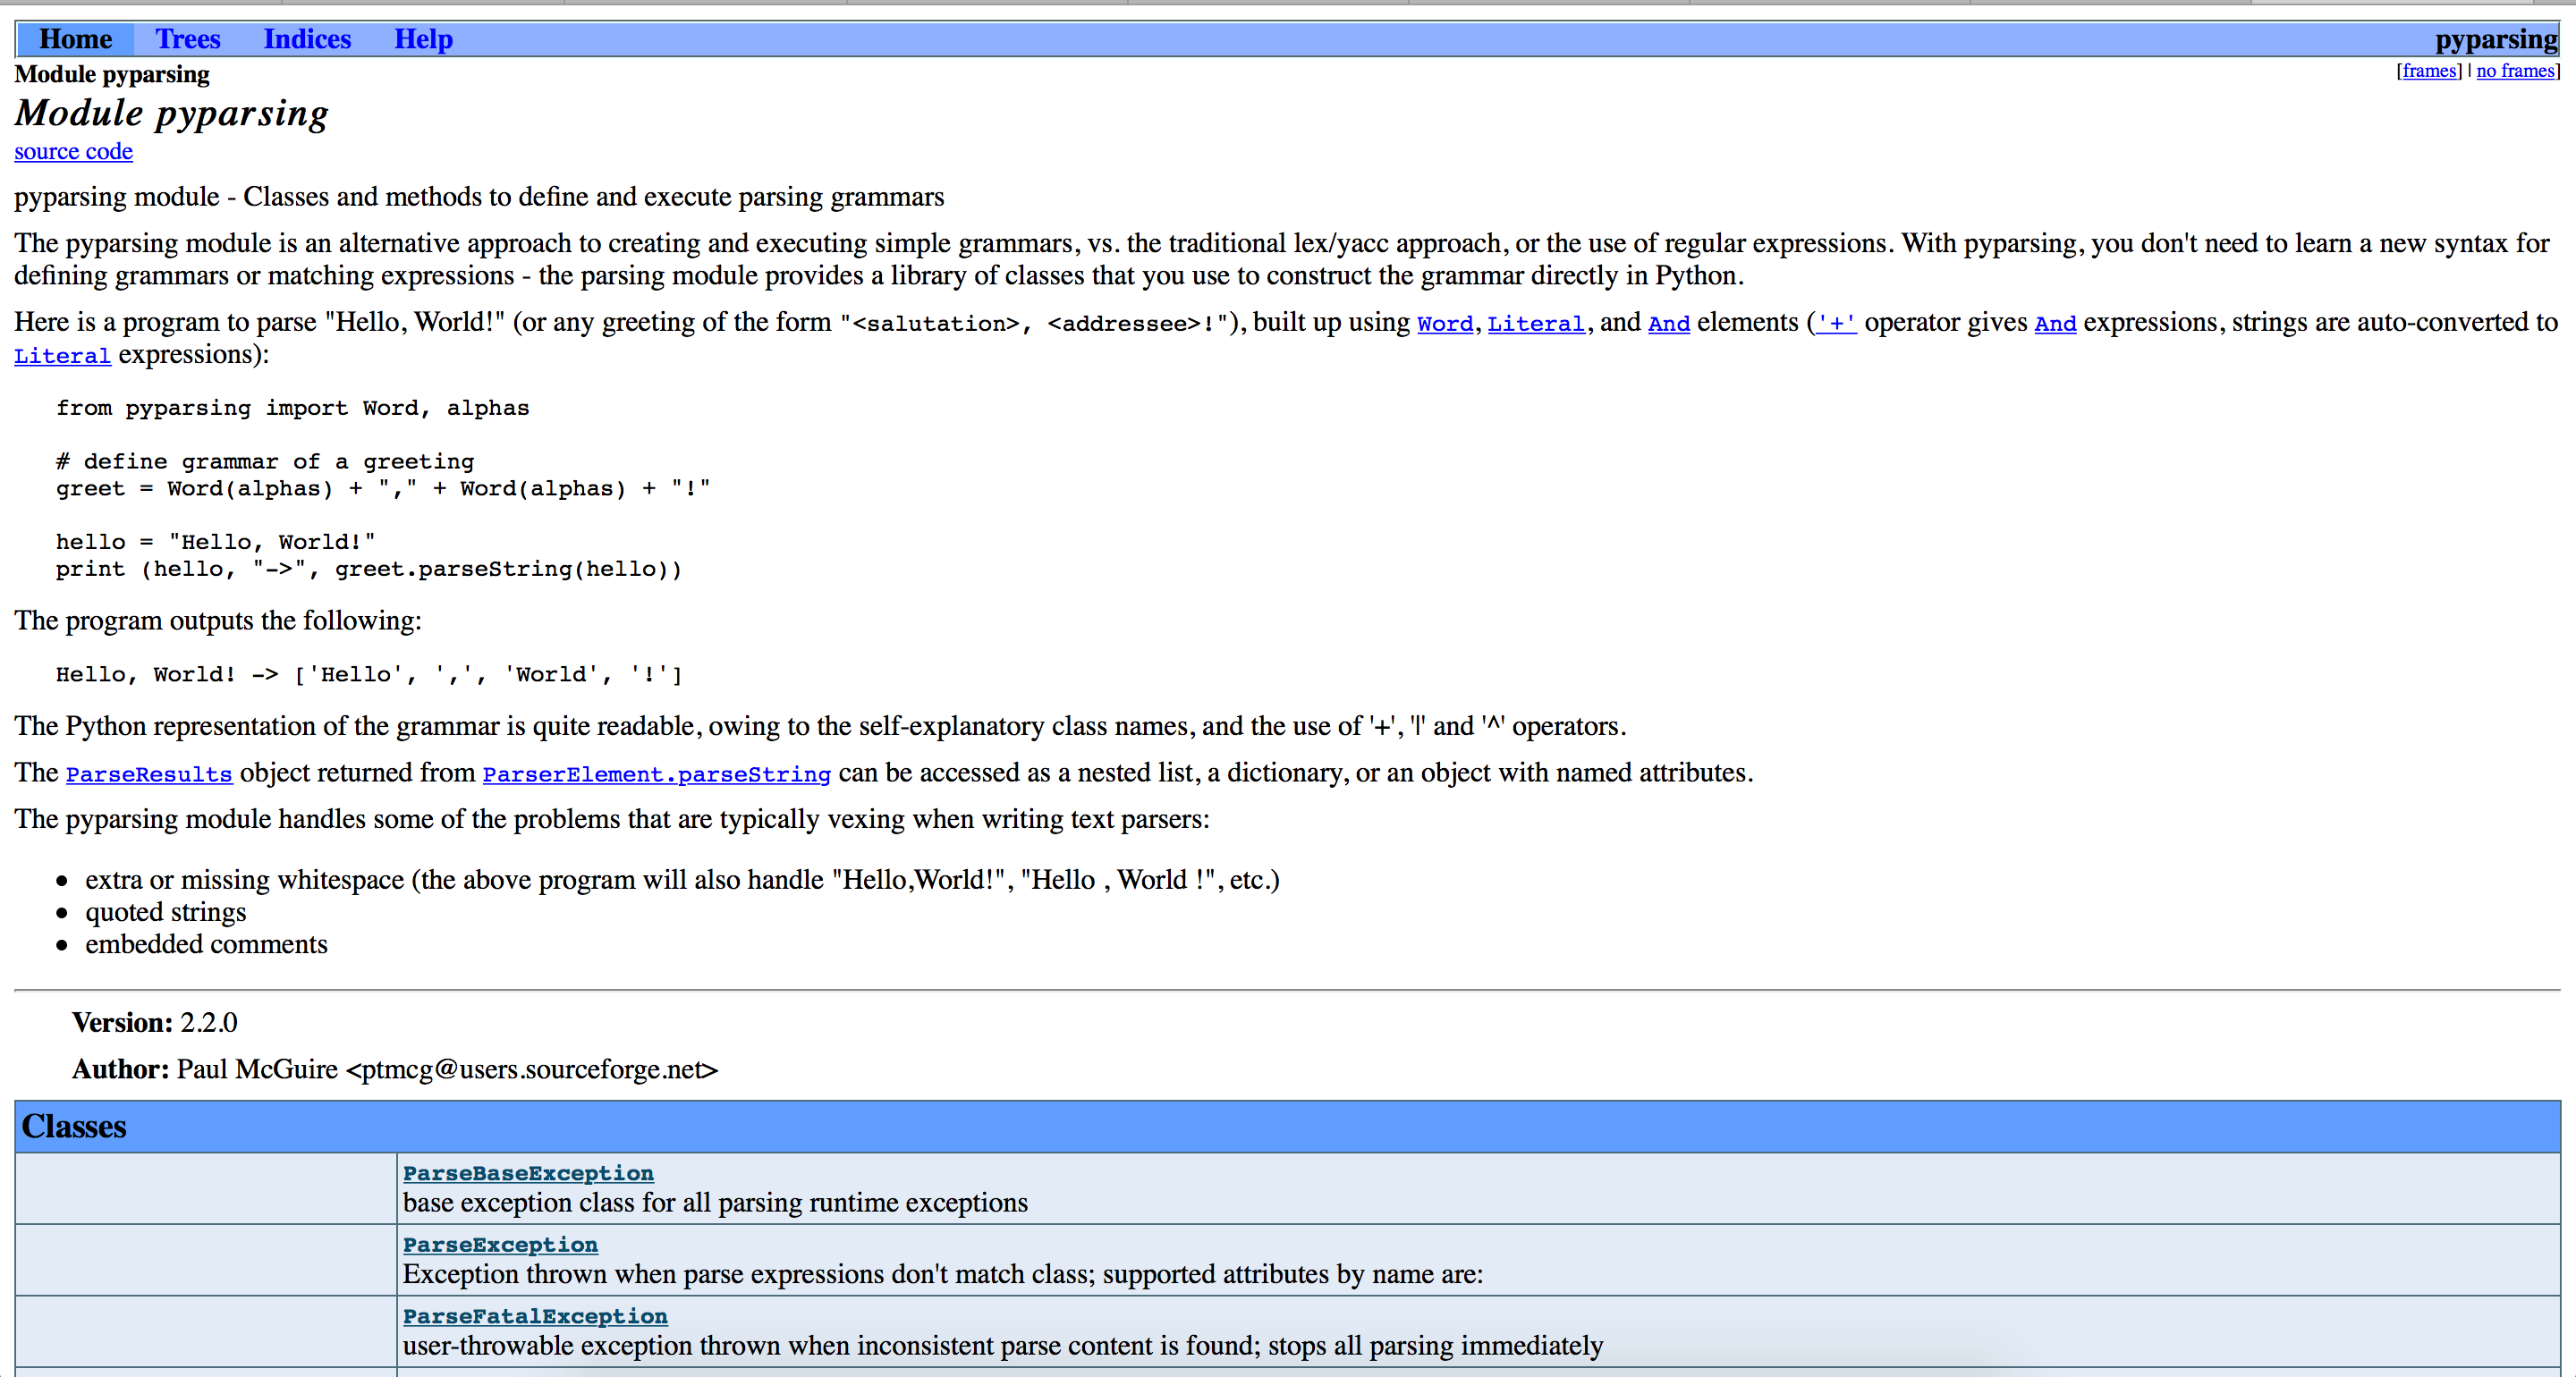 Home Trees Indices Help pyparsing
Module pyparsing [frames] | no frames]
Module pyparsing
source code
pyparsing module - Classes and methods to define and execute parsing grammars
The pyparsing module is an alternative approach to creating and executing simple grammars, vs. the traditional lex/yacc approach, or the use of regular expressions. With pyparsing, you don't need to learn a new syntax for
defining grammars or matching expressions - the parsing module provides a library of classes that you use to construct the grammar directly in Python.
Here is a program to parse "Hello, World!" (or any greeting of the form "<salutation>, <addressee>!"), built up using Word, Literal, and And elements ('+' operator gives And expressions, strings are auto-converted to
Literal expressions):
from pyparsing import Word, alphas
# define grammar of a greeting
greet = Word(alphas) + "," + Word(alphas) + "!"
hello = "Hello, World!"
print (hello, "->", greet.parseString(hello))
The program outputs the following:
Hello, World! -> ['Hello', ',', 'World', '!']
The Python representation of the grammar is quite readable, owing to the self-explanatory class names, and the use of '+', '|' and '^' operators.
The ParseResults object returned from ParserElement.parseString can be accessed as a nested list, a dictionary, or an object with named attributes.
The pyparsing module handles some of the problems that are typically vexing when writing text parsers:
• extra or missing whitespace (the above program will also handle "Hello,World!", "Hello , World !", etc.)
• quoted strings
• embedded comments
Version: 2.2.0
Author: Paul McGuire <ptmcg@users.sourceforge.net>
Classes
ParseBaseException
base exception class for all parsing runtime exceptions
ParseException
Exception thrown when parse expressions don't match class; supported attributes by name are:
ParseFatalException
user-throwable exception thrown when inconsistent parse content is found; stops all parsing immediately